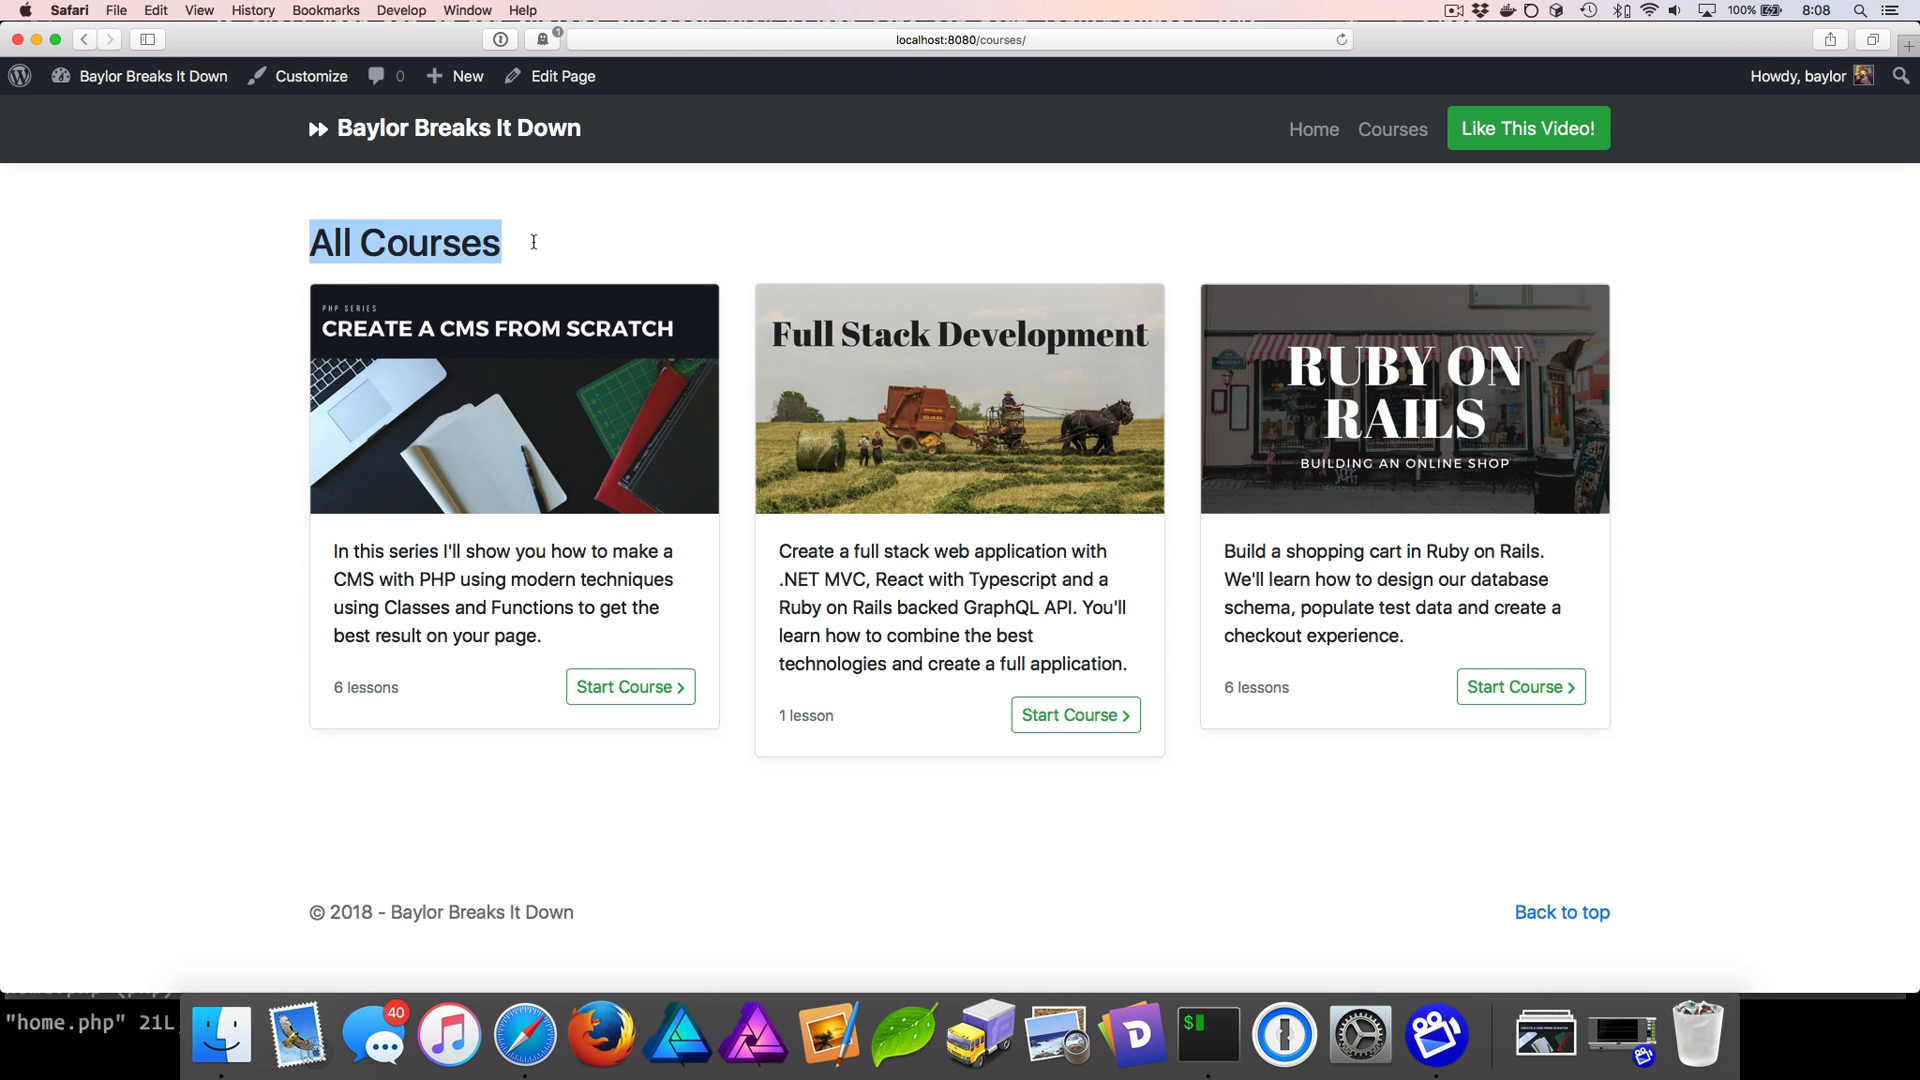 Safari File Edit View History Bookmarks Develop Window Help 100% 8:08
1 localhost:8080/courses/
Baylor Breaks It Down Customize 0 New Edit Page Howdy, baylor
Baylor Breaks It Down Home Courses Like This Video!
All Courses
PHP SERIES
CREATE A CMS FROM SCRATCH
In this series I'll show you how to make a
CMS with PHP using modern techniques
using Classes and Functions to get the
best result on your page.
6 lessons Start Course
Full Stack Development
Create a full stack web application with
.NET MVC, React with Typescript and a
Ruby on Rails backed GraphQL API. You'll
learn how to combine the best
technologies and create a full application.
1 lesson Start Course
RUBY ON
RAILS
BUILDING AN ONLINE SHOP
Build a shopping cart in Ruby on Rails.
We'll learn how to design our database
schema, populate test data and create a
checkout experience.
6 lessons Start Course
© 2018 - Baylor Breaks It Down Back to top
"home.php" 21L
40
D
$